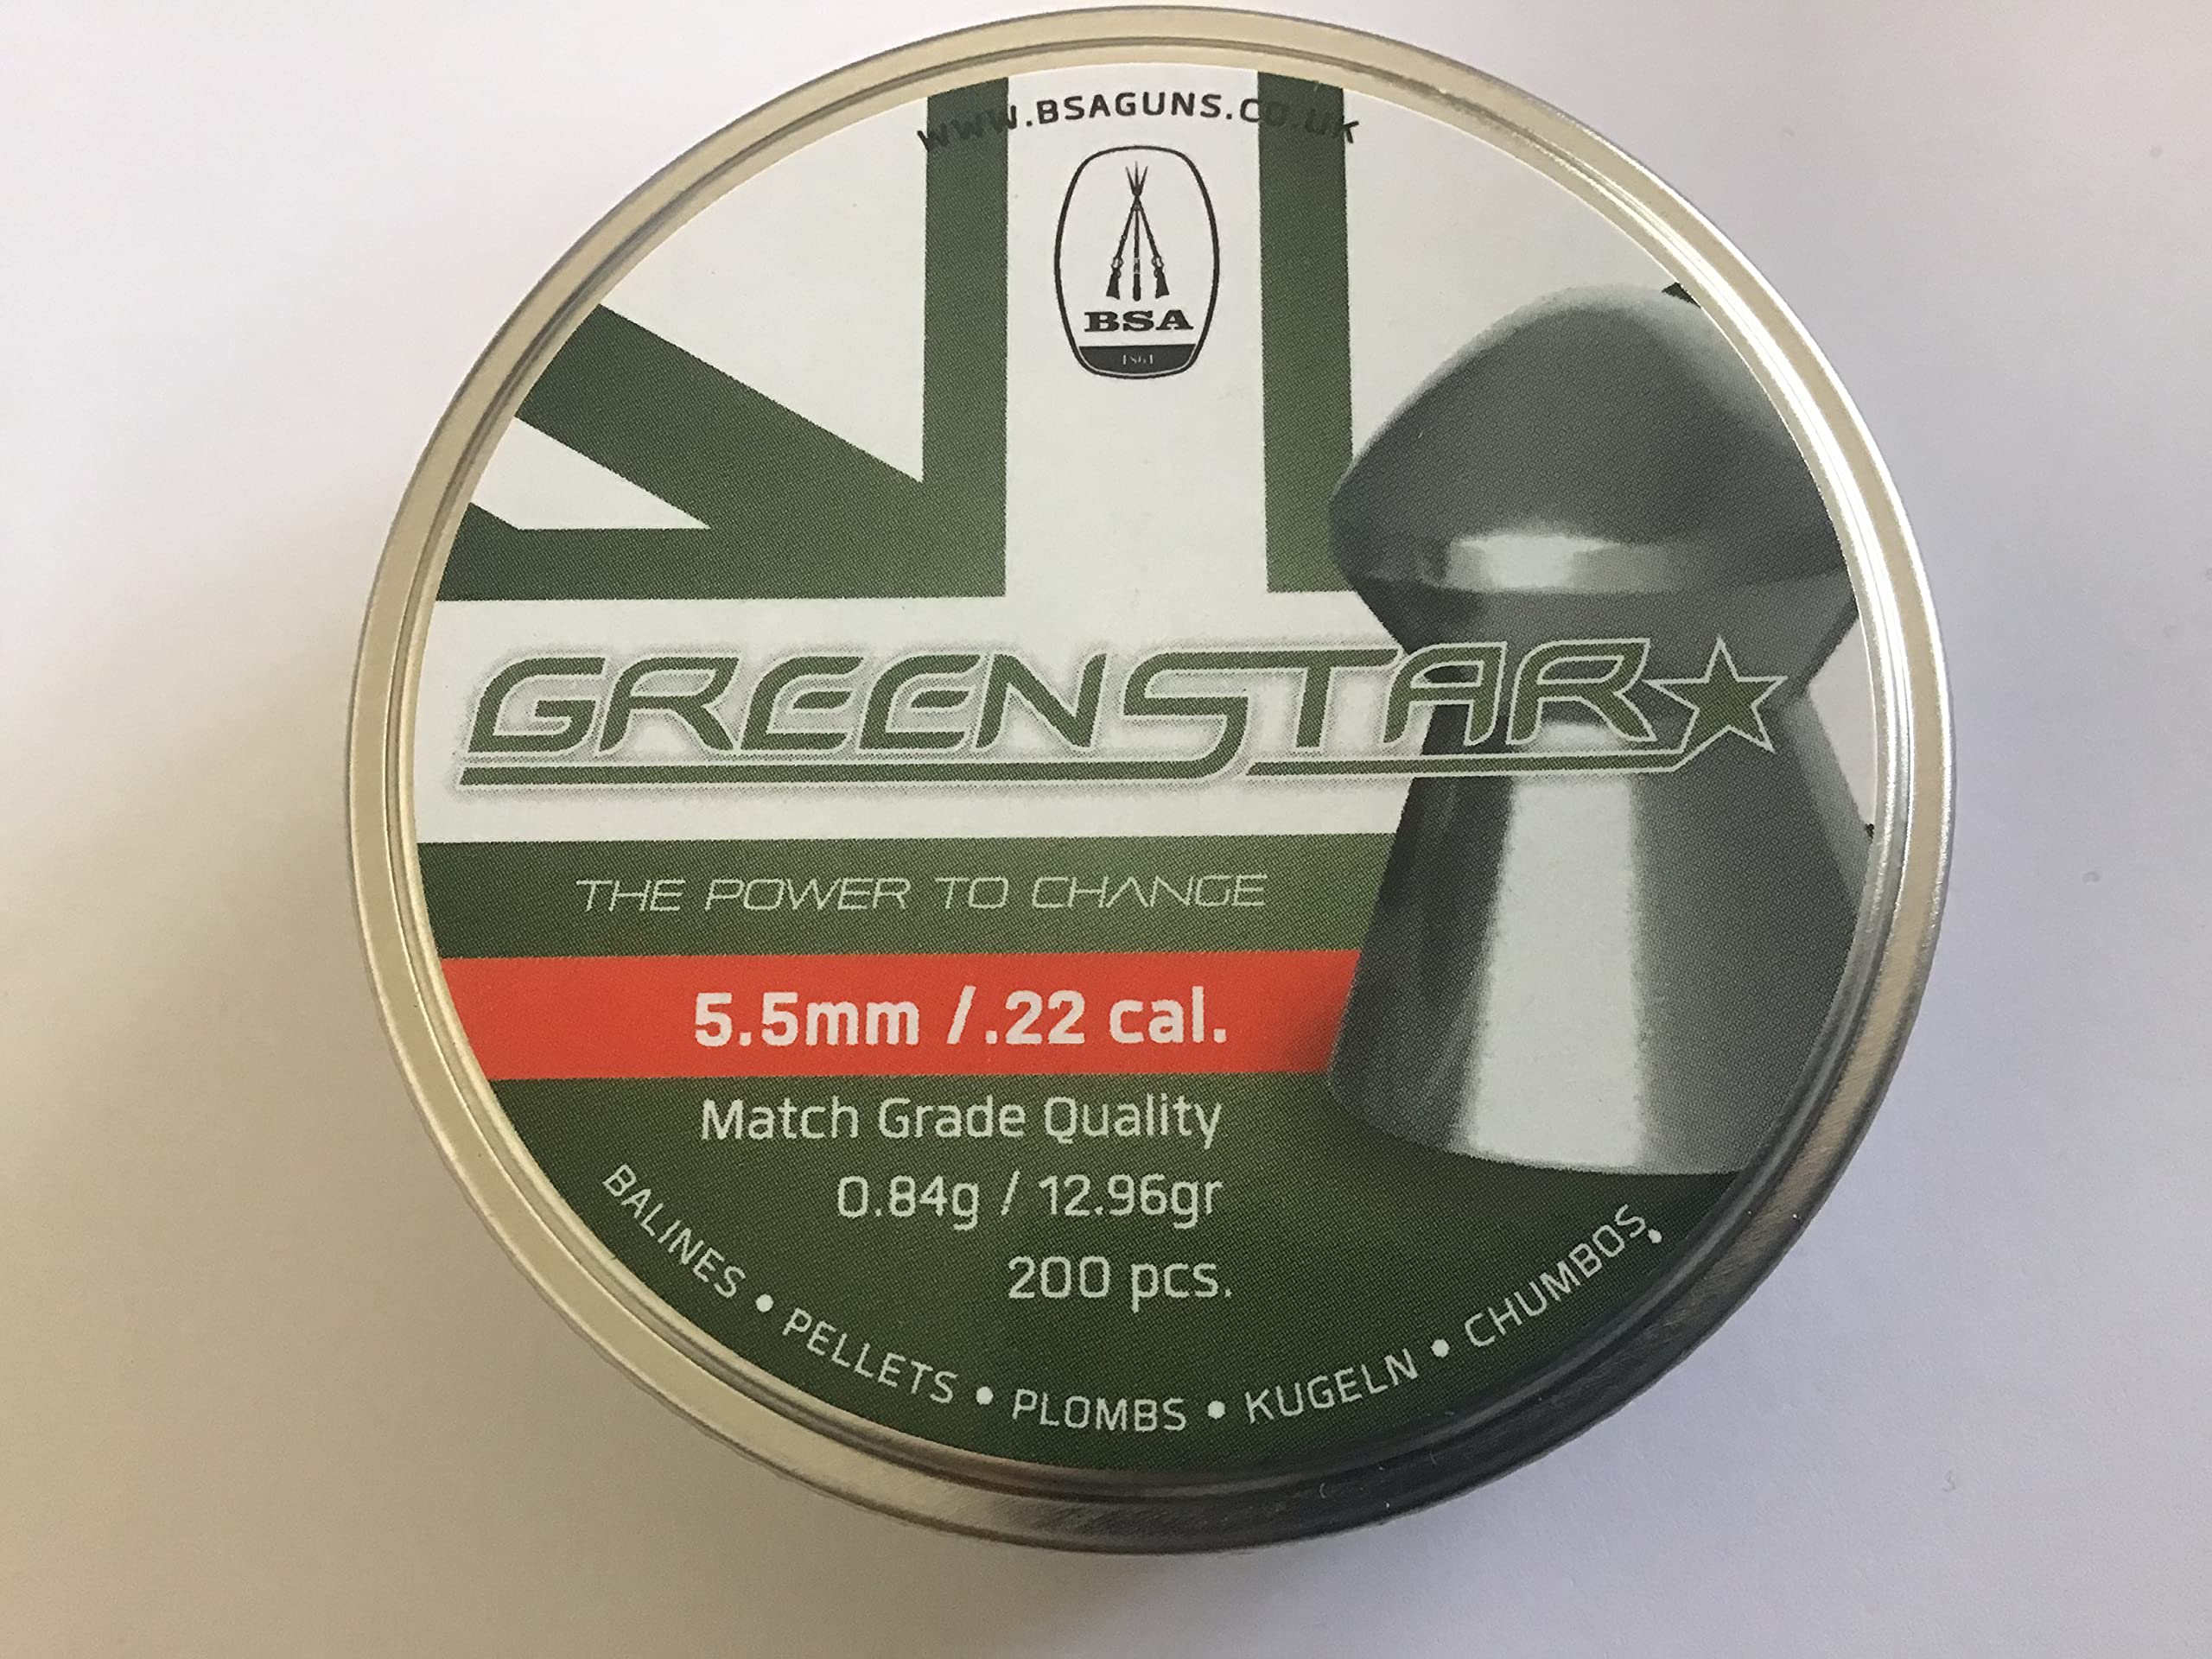 WWW.BSAGUNS.CO.UK
BSA
1861
GREENSTAR
THE POWER TO CHANGE
5.5mm / .22 cal.
Match Grade Quality
0.84g / 12.96gr
200 pcs.
BALINES • PELLETS • PLOMBS • KUGELN • CHUMBOS •